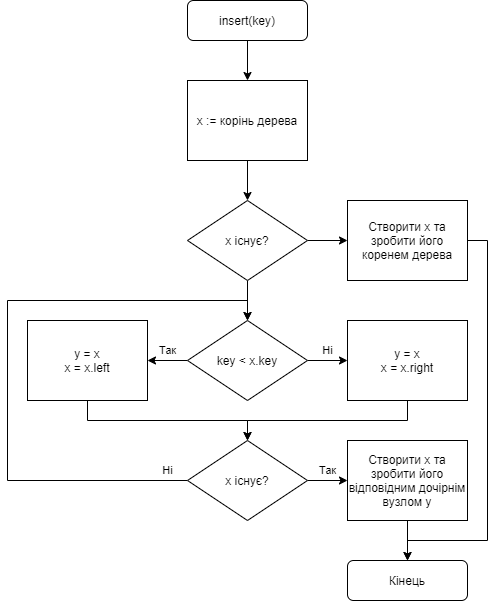 insert(key)
x := корінь дерева
x існує?
Створити x та
зробити його
коренем дерева
y = x
x = x.left
Так
key < x.key
Ні
y = x
x = x.right
Ні
x існує?
Так
Створити x та
зробити його
відповідним дочірнім
вузлом y
Кінець